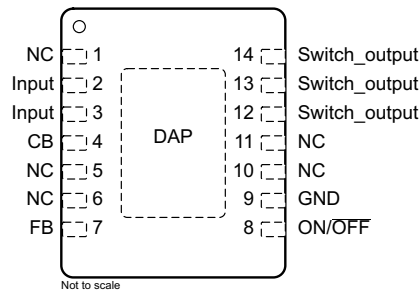 NC 1 14 Switch_output
Input 2 13 Switch_output
Input 3 12 Switch_output
CB 4 DAP 11 NC
NC 5 10 NC
NC 6 9 GND
FB 7 8 ON/OFF
Not to scale